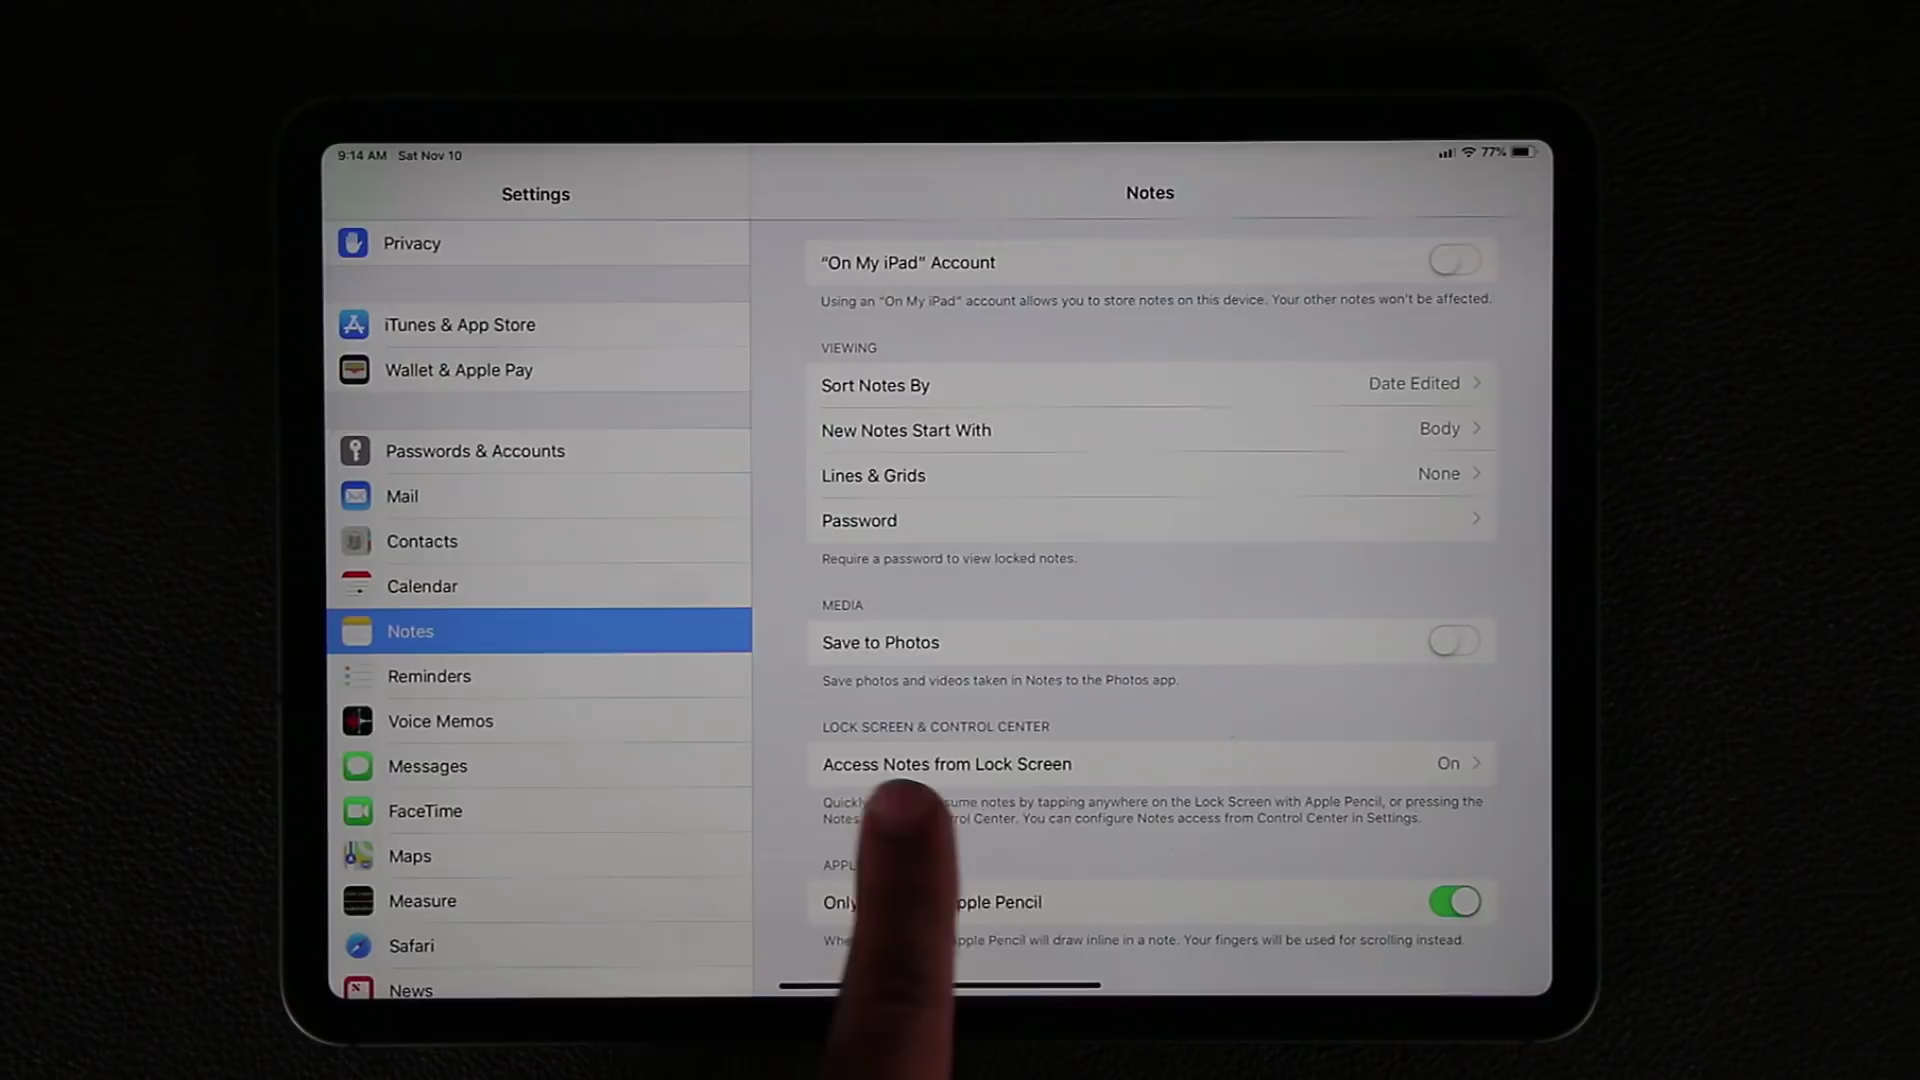 9:14 AM Sat Nov 10
77%
Settings
Privacy
iTunes & App Store
Wallet & Apple Pay
Passwords & Accounts
Mail
Contacts
Calendar
Notes
Reminders
Voice Memos
Messages
FaceTime
Maps
Measure
Safari
News
Notes
“On My iPad” Account
Using an “On My iPad” account allows you to store notes on this device. Your other notes won't be affected.
VIEWING
Sort Notes By Date Edited
New Notes Start With Body
Lines & Grids None
Password
Require a password to view locked notes.
MEDIA
Save to Photos
Save photos and videos taken in Notes to the Photos app.
LOCK SCREEN & CONTROL CENTER
Access Notes from Lock Screen On
Quickly notes by tapping anywhere on the Lock Screen with Apple Pencil, or pressing the
Notes Center. You can configure Notes access from Control Center in Settings.
Only Pencil
Pencil will draw inline in a note. Your fingers will be used for scrolling instead.